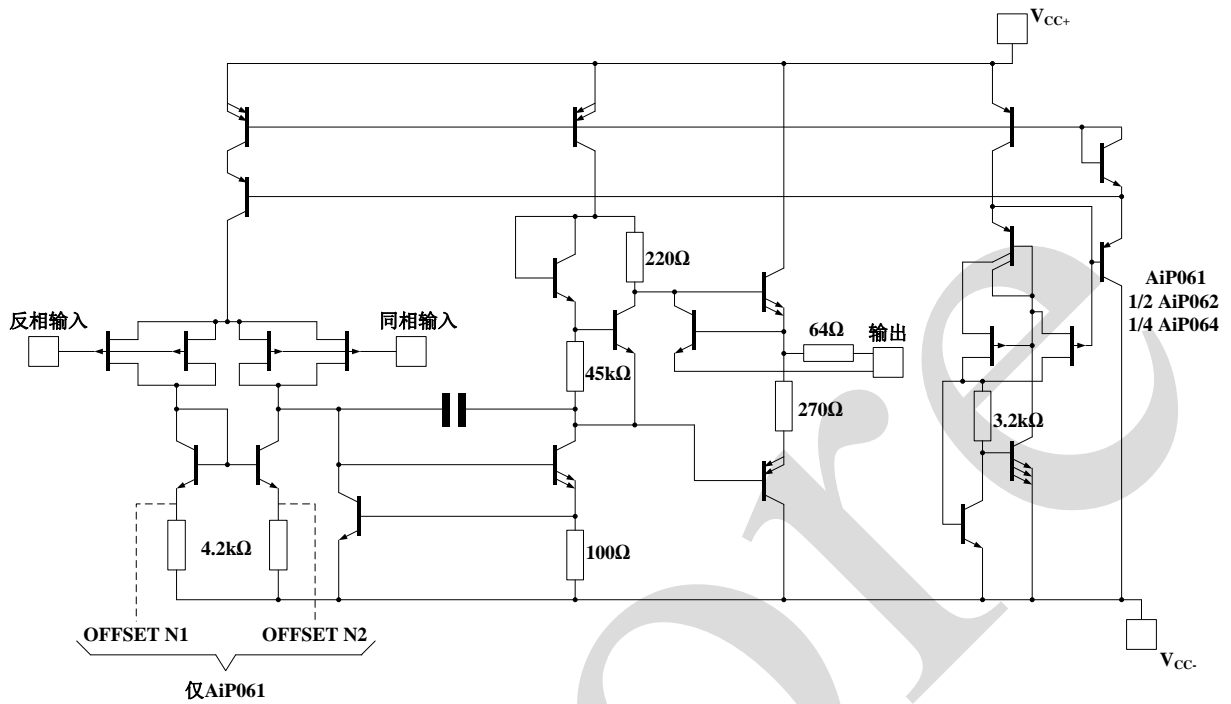 VCC+
AiP061
1/2 AiP062
1/4 AiP064
220Ω
反相输入
同相输入
64Ω
输出
45kΩ
270Ω
3.2kΩ
4.2kΩ
100Ω
OFFSET N1
OFFSET N2
VCC-
仅AiP061
ore